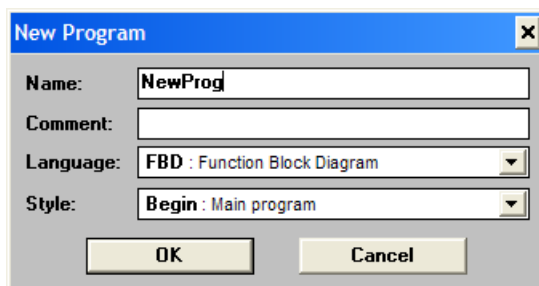 New Program
Name: NewProg
Comment:
Language: FBD : Function Block Diagram
Style: Begin : Main program
OK Cancel